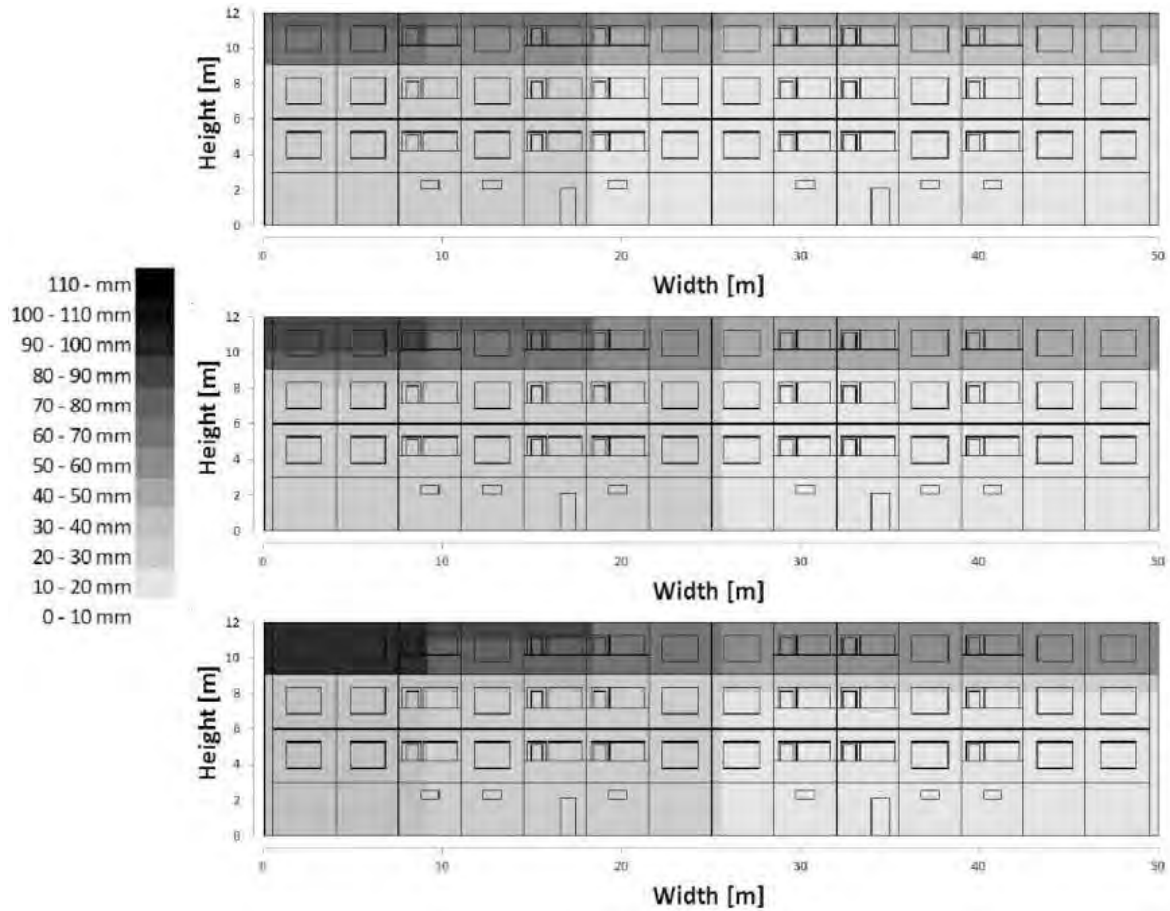 12
10
8
6
4
2
0
Height [m]
0 10 20 30 40 50
Width [m]
110 - mm
100 - 110 mm
90 - 100 mm
80 - 90 mm
70 - 80 mm
60 - 70 mm
50 - 60 mm
40 - 50 mm
30 - 40 mm
20 - 30 mm
10 - 20 mm
0 - 10 mm
12
10
8
6
4
2
0
Height [m]
0 10 20 30 40 50
Width [m]
12
10
8
6
4
2
0
Height [m]
0 10 20 30 40 50
Width [m]